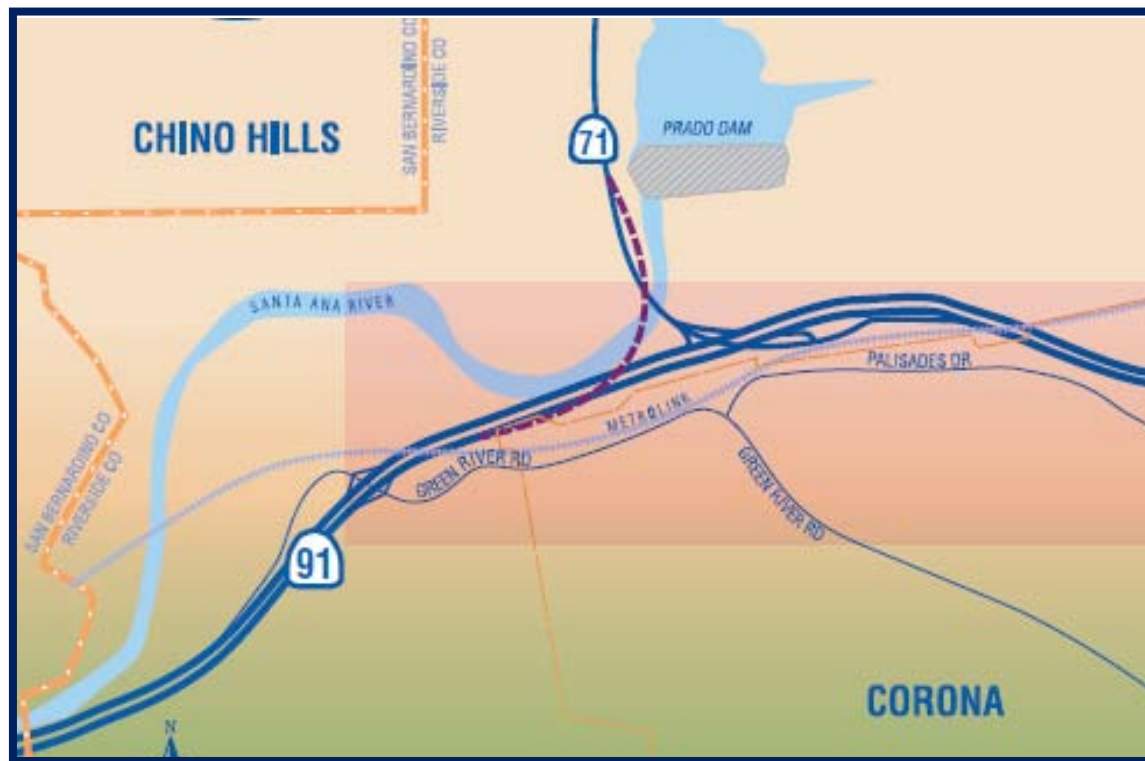 SAN BERNARDINO CO
RIVERSIDE CO
CHINO HILLS
71
PRADO DAM
SANTA ANA RIVER
PALISADES DR
METROLINK
GREEN RIVER RD
GREEN RIVER RD
SAN BERNARDINO CO
RIVERSIDE CO
91
CORONA
N